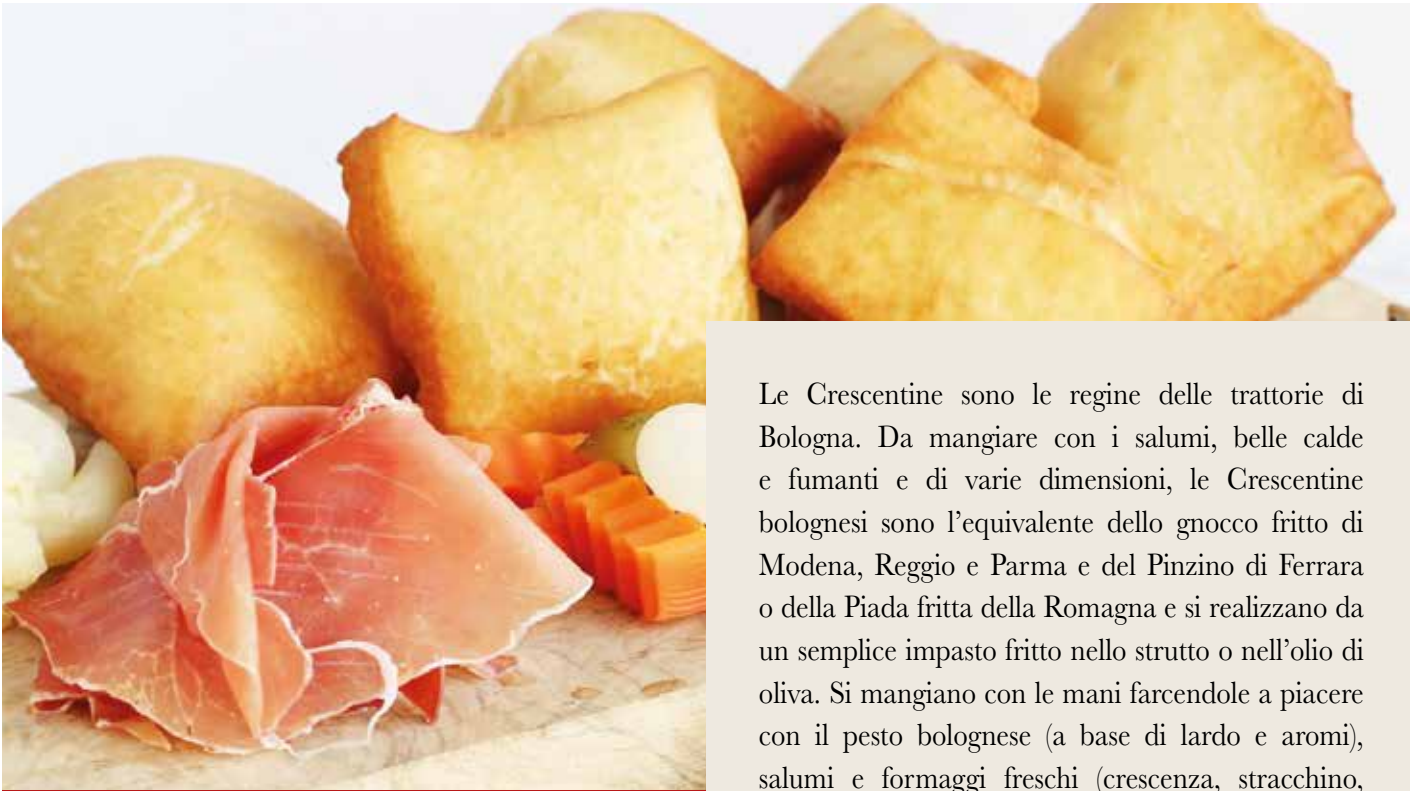 Le Crescentine sono le regine delle trattorie di
Bologna. Da mangiare con i salumi, belle calde
e fumanti e di varie dimensioni, le Crescentine
bolognesi sono l’equivalente dello gnocco fritto di
Modena, Reggio e Parma e del Pinzino di Ferrara
o della Piada fritta della Romagna e si realizzano da
un semplice impasto fritto nello strutto o nell’olio di
oliva. Si mangiano con le mani farcendole a piacere
con il pesto bolognese (a base di lardo e aromi),
salumi e formaggi freschi (crescenza, stracchino,